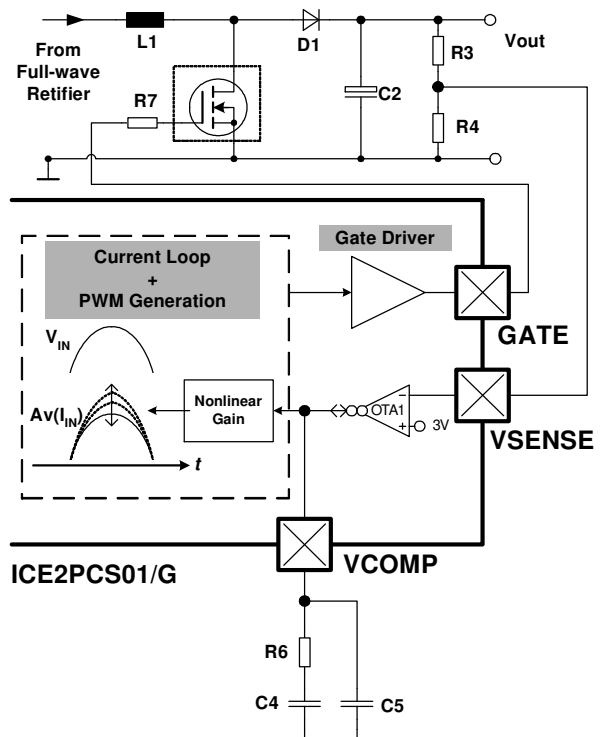 L1
D1
From
Full-wave
Retifier
R7
C2
R3
R4
Vout
Current Loop
+
PWM Generation
Gate Driver
GATE
VIN
Av(IIN)
t
Nonlinear
Gain
OTA1
−
+
3V
VSENSE
VCOMP
ICE2PCS01/G
R6
C4
C5